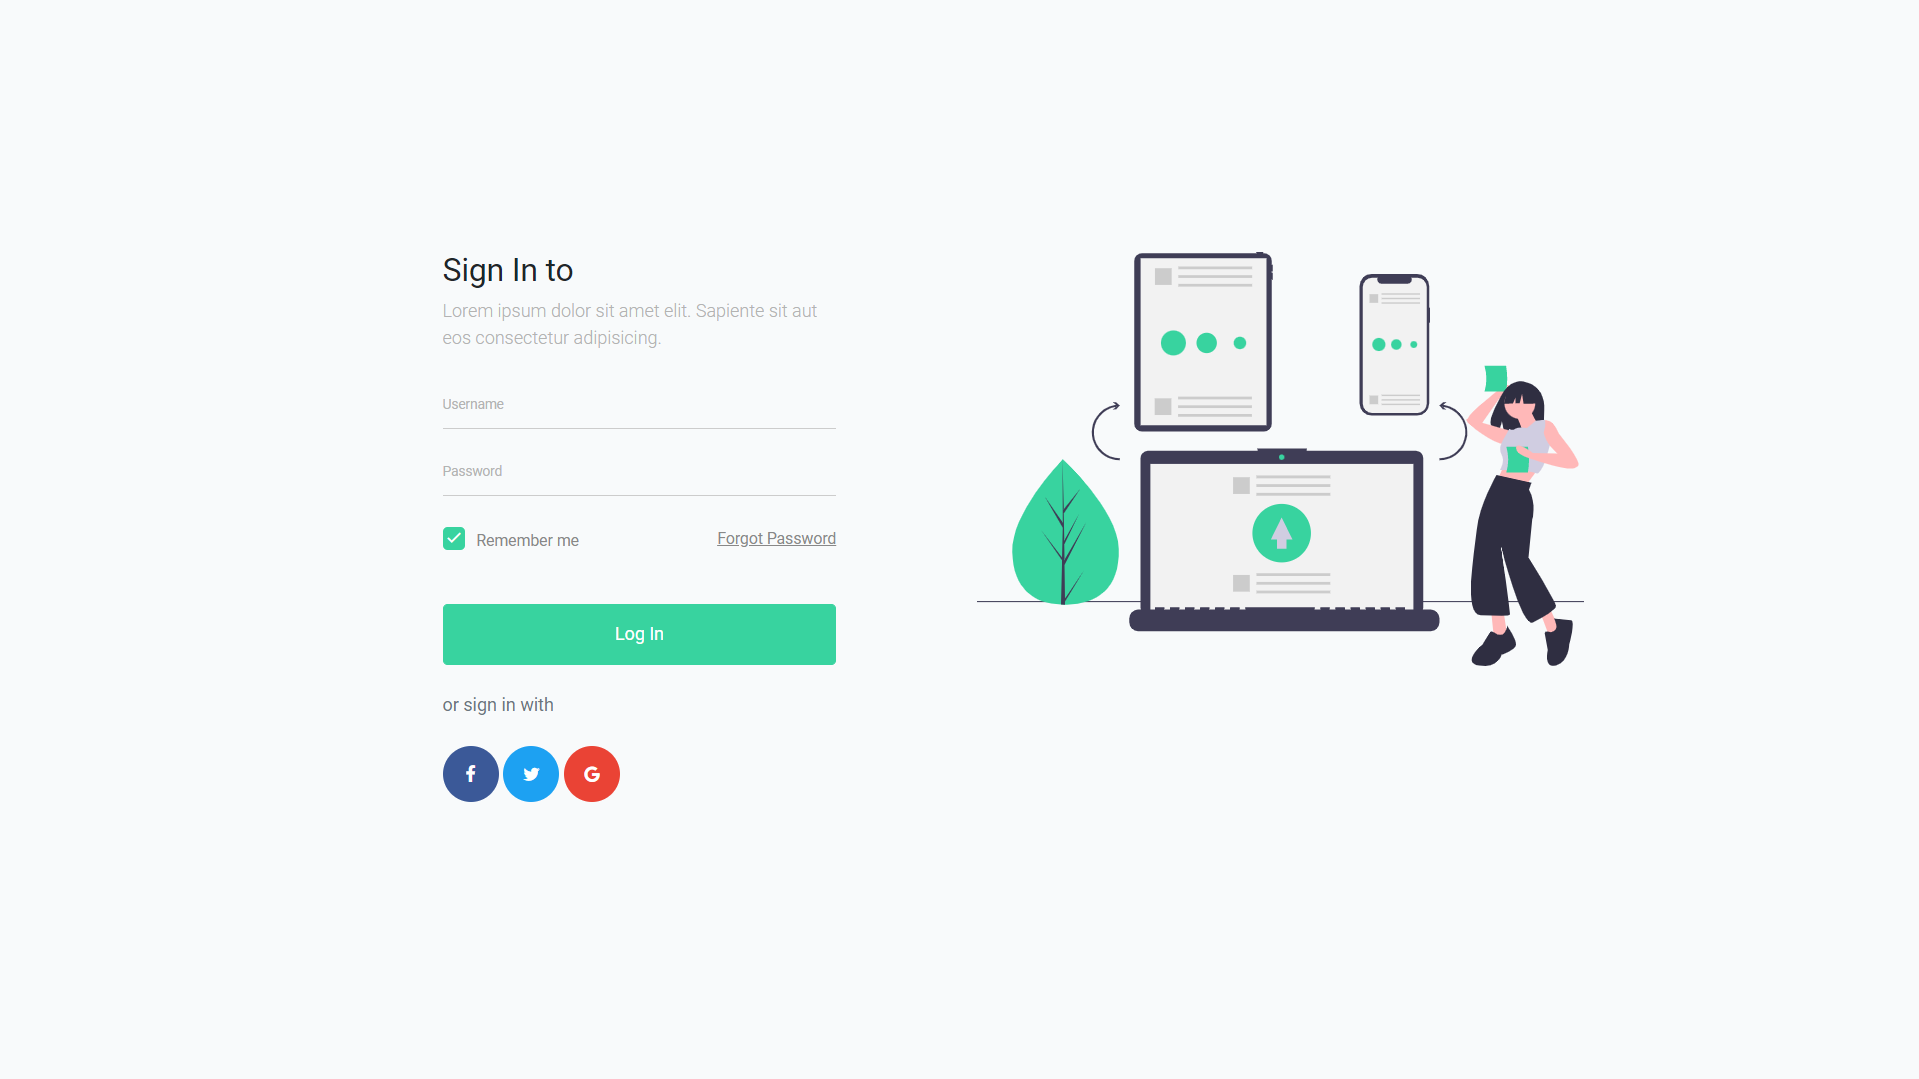 Sign In to
Lorem ipsum dolor sit amet elit. Sapiente sit aut
eos consectetur adipisicing.
Username
Password
Remember me
Forgot Password
Log In
or sign in with